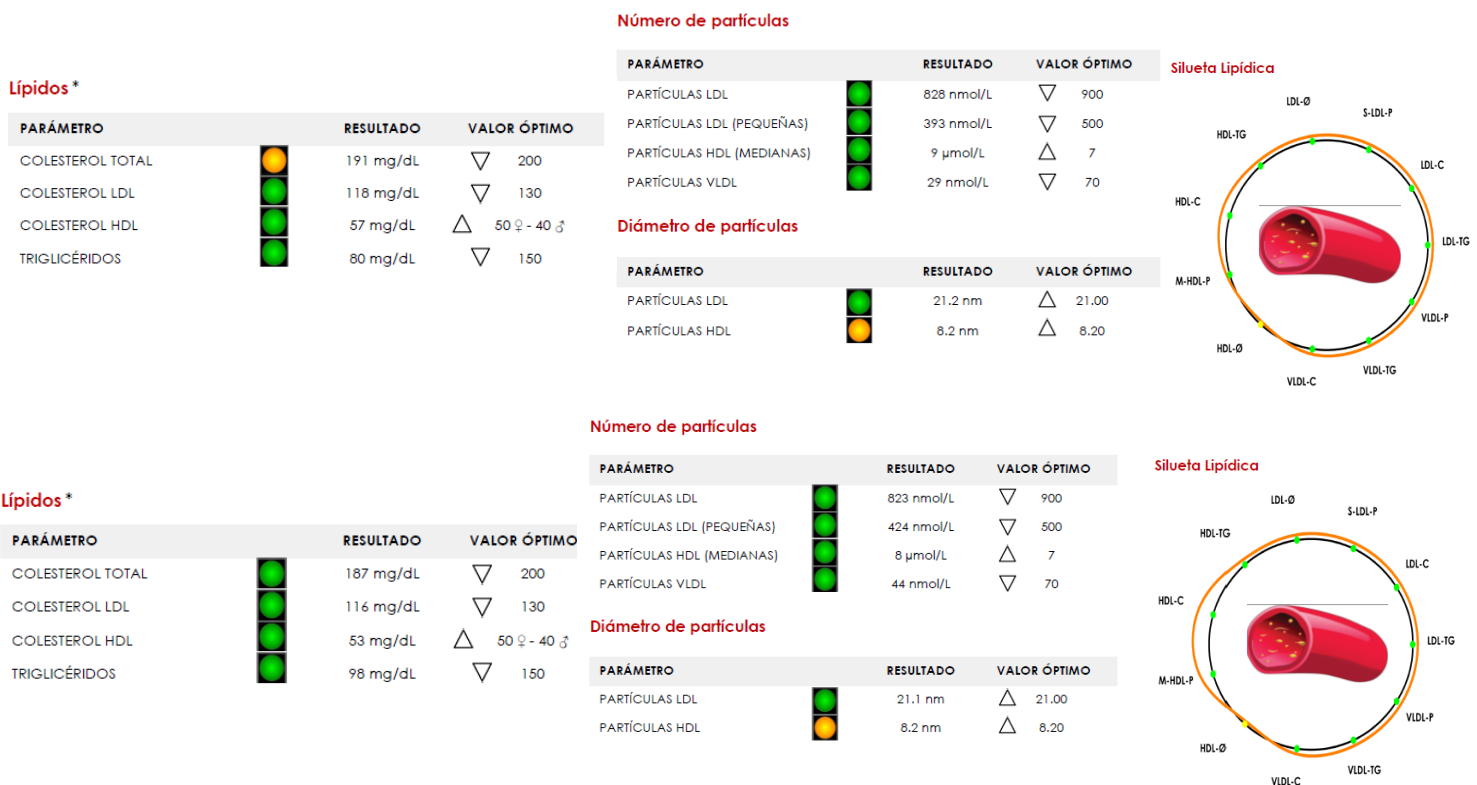 Lípidos *
PARÁMETRO RESULTADO VALOR ÓPTIMO
COLESTEROL TOTAL 191 mg/dL ▽ 200
COLESTEROL LDL 118 mg/dL ▽ 130
COLESTEROL HDL 57 mg/dL △ 50 ♀ - 40 ♂
TRIGLICÉRIDOS 80 mg/dL ▽ 150
Número de partículas
PARÁMETRO RESULTADO VALOR ÓPTIMO
PARTÍCULAS LDL 828 nmol/L ▽ 900
PARTÍCULAS LDL (PEQUEÑAS) 393 nmol/L ▽ 500
PARTÍCULAS HDL (MEDIANAS) 9 μmol/L △ 7
PARTÍCULAS VLDL 29 nmol/L ▽ 70
Diámetro de partículas
PARÁMETRO RESULTADO VALOR ÓPTIMO
PARTÍCULAS LDL 21.2 nm △ 21.00
PARTÍCULAS HDL 8.2 nm △ 8.20
Silueta Lipídica
LDL-Ø
S-LDL-P
HDL-TG
LDL-C
HDL-C
LDL-TG
M-HDL-P
VLDL-P
HDL-Ø
VLDL-TG
VLDL-C
Lípidos *
PARÁMETRO RESULTADO VALOR ÓPTIMO
COLESTEROL TOTAL 187 mg/dL ▽ 200
COLESTEROL LDL 116 mg/dL ▽ 130
COLESTEROL HDL 53 mg/dL △ 50 ♀ - 40 ♂
TRIGLICÉRIDOS 98 mg/dL ▽ 150
Número de partículas
PARÁMETRO RESULTADO VALOR ÓPTIMO
PARTÍCULAS LDL 823 nmol/L ▽ 900
PARTÍCULAS LDL (PEQUEÑAS) 424 nmol/L ▽ 500
PARTÍCULAS HDL (MEDIANAS) 8 μmol/L △ 7
PARTÍCULAS VLDL 44 nmol/L ▽ 70
Diámetro de partículas
PARÁMETRO RESULTADO VALOR ÓPTIMO
PARTÍCULAS LDL 21.1 nm △ 21.00
PARTÍCULAS HDL 8.2 nm △ 8.20
Silueta Lipídica
LDL-Ø
S-LDL-P
HDL-TG
LDL-C
HDL-C
LDL-TG
M-HDL-P
VLDL-P
HDL-Ø
VLDL-TG
VLDL-C